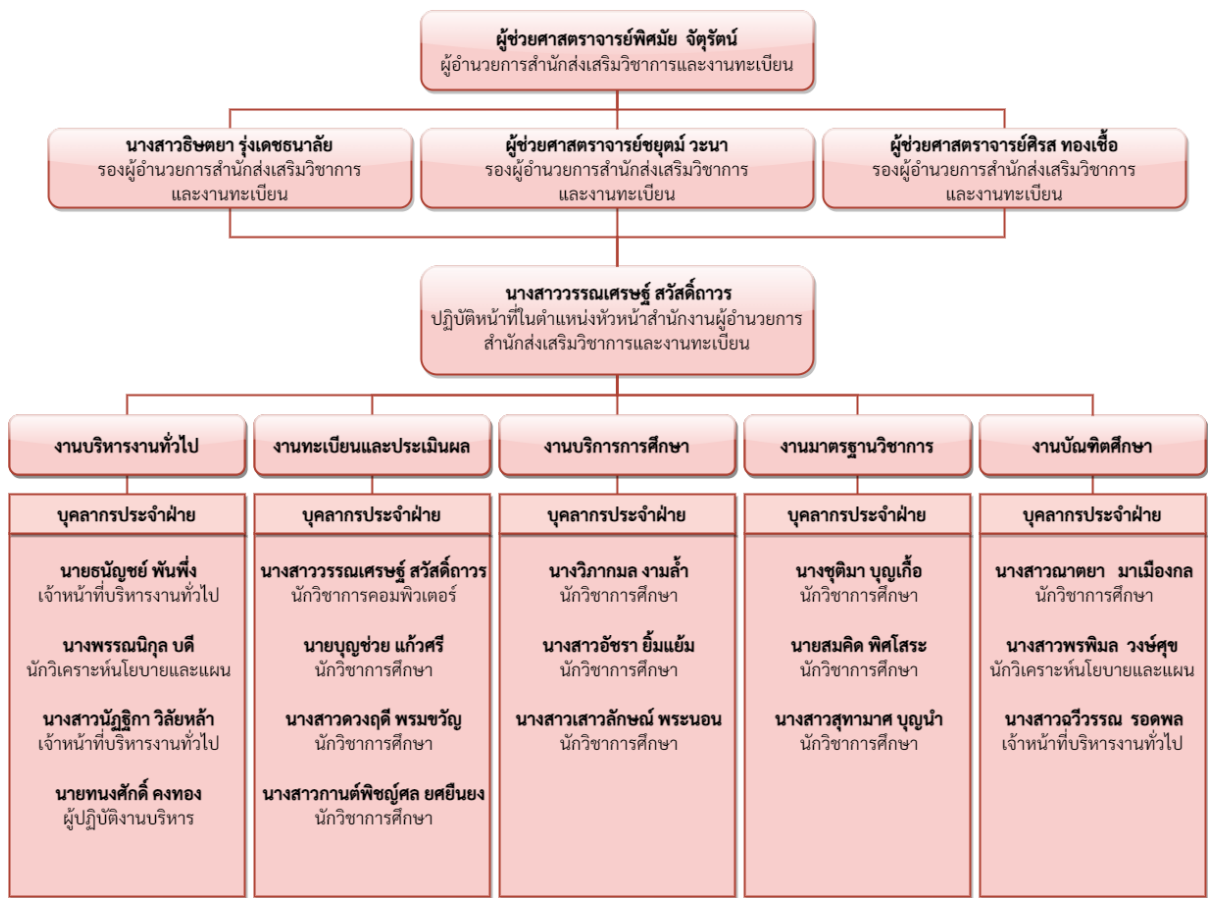 ผู้ช่วยศาสตราจารย์พิศมัย จัตุรัตน์
ผู้อำนวยการสำนักส่งเสริมวิชาการและงานทะเบียน
นางสาวธิษตยา รุ่งเดชธนาลัย
รองผู้อำนวยการสำนักส่งเสริมวิชาการ
และงานทะเบียน
ผู้ช่วยศาสตราจารย์ชยุตม์ วะนา
รองผู้อำนวยการสำนักส่งเสริมวิชาการ
และงานทะเบียน
ผู้ช่วยศาสตราจารย์ศิรส ทองเชื้อ
รองผู้อำนวยการสำนักส่งเสริมวิชาการ
และงานทะเบียน
นางสาววรรณเศรษฐ์ สวัสดิ์ถาวร
ปฏิบัติหน้าที่ในตำแหน่งหัวหน้าสำนักงานผู้อำนวยการ
สำนักส่งเสริมวิชาการและงานทะเบียน
งานบริหารงานทั่วไป
บุคลากรประจำฝ่าย
นายธนัญชย์ พันพึ่ง
เจ้าหน้าที่บริหารงานทั่วไป
นางพรรณนิกุล บดี
นักวิเคราะห์นโยบายและแผน
นางสาวนัฏฐิกา วิลัยหล้า
เจ้าหน้าที่บริหารงานทั่วไป
นายทนงศักดิ์ คงทอง
ผู้ปฏิบัติงานบริหาร
งานทะเบียนและประเมินผล
บุคลากรประจำฝ่าย
นางสาววรรณเศรษฐ์ สวัสดิ์ถาวร
นักวิชาการคอมพิวเตอร์
นายบุญช่วย แก้วศรี
นักวิชาการศึกษา
นางสาวดวงฤดี พรมขวัญ
นักวิชาการศึกษา
นางสาวกานต์พิชญ์ศล ยศยืนยง
นักวิชาการศึกษา
งานบริการการศึกษา
บุคลากรประจำฝ่าย
นางวิภากมล งามล้ำ
นักวิชาการศึกษา
นางสาวอัชรา ยิ้มแย้ม
นักวิชาการศึกษา
นางสาวเสาวลักษณ์ พระนอน
นักวิชาการศึกษา
งานมาตรฐานวิชาการ
บุคลากรประจำฝ่าย
นางชุติมา บุญเกื้อ
นักวิชาการศึกษา
นายสมคิด พิศโสระ
นักวิชาการศึกษา
นางสาวสุทามาศ บุญนำ
นักวิชาการศึกษา
งานบัณฑิตศึกษา
บุคลากรประจำฝ่าย
นางสาวณาตยา มาเมืองกล
นักวิชาการศึกษา
นางสาวพรพิมล วงษ์ศุข
นักวิเคราะห์นโยบายและแผน
นางสาวฉวีวรรณ รอดพล
เจ้าหน้าที่บริหารงานทั่วไป